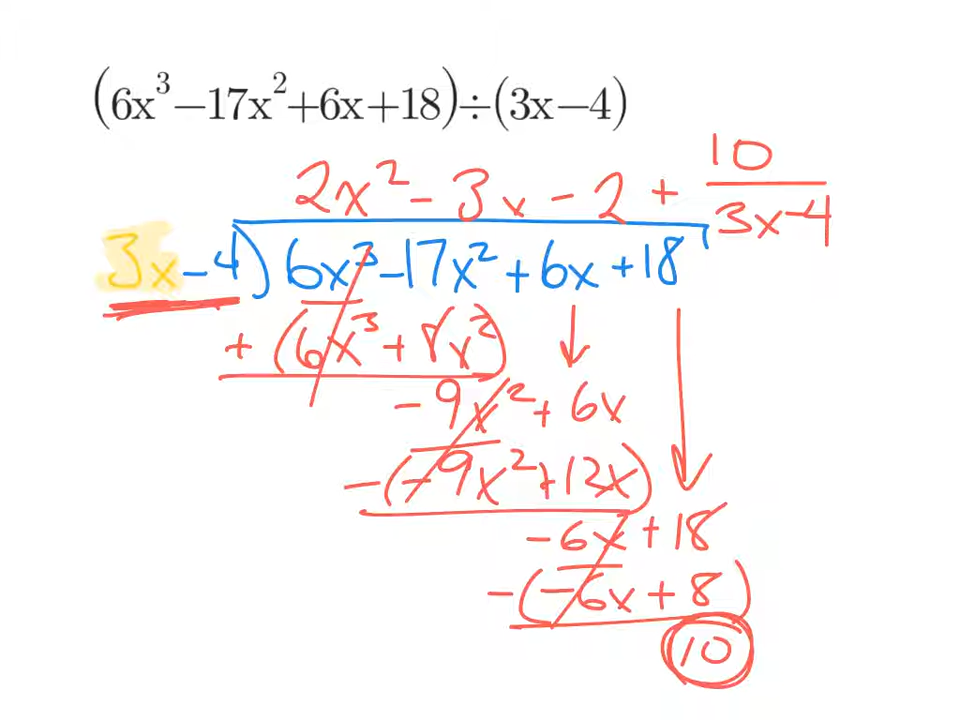 (6x³−17x²+6x+18)÷(3x−4)
2x² - 3x - 2 + 10/(3x-4)
3x - 4) 6x³ - 17x² + 6x + 18
+ (6x³ + 8x²)
- 9x² + 6x
- (-9x² + 12x)
- 6x + 18
- (-6x + 8)
10